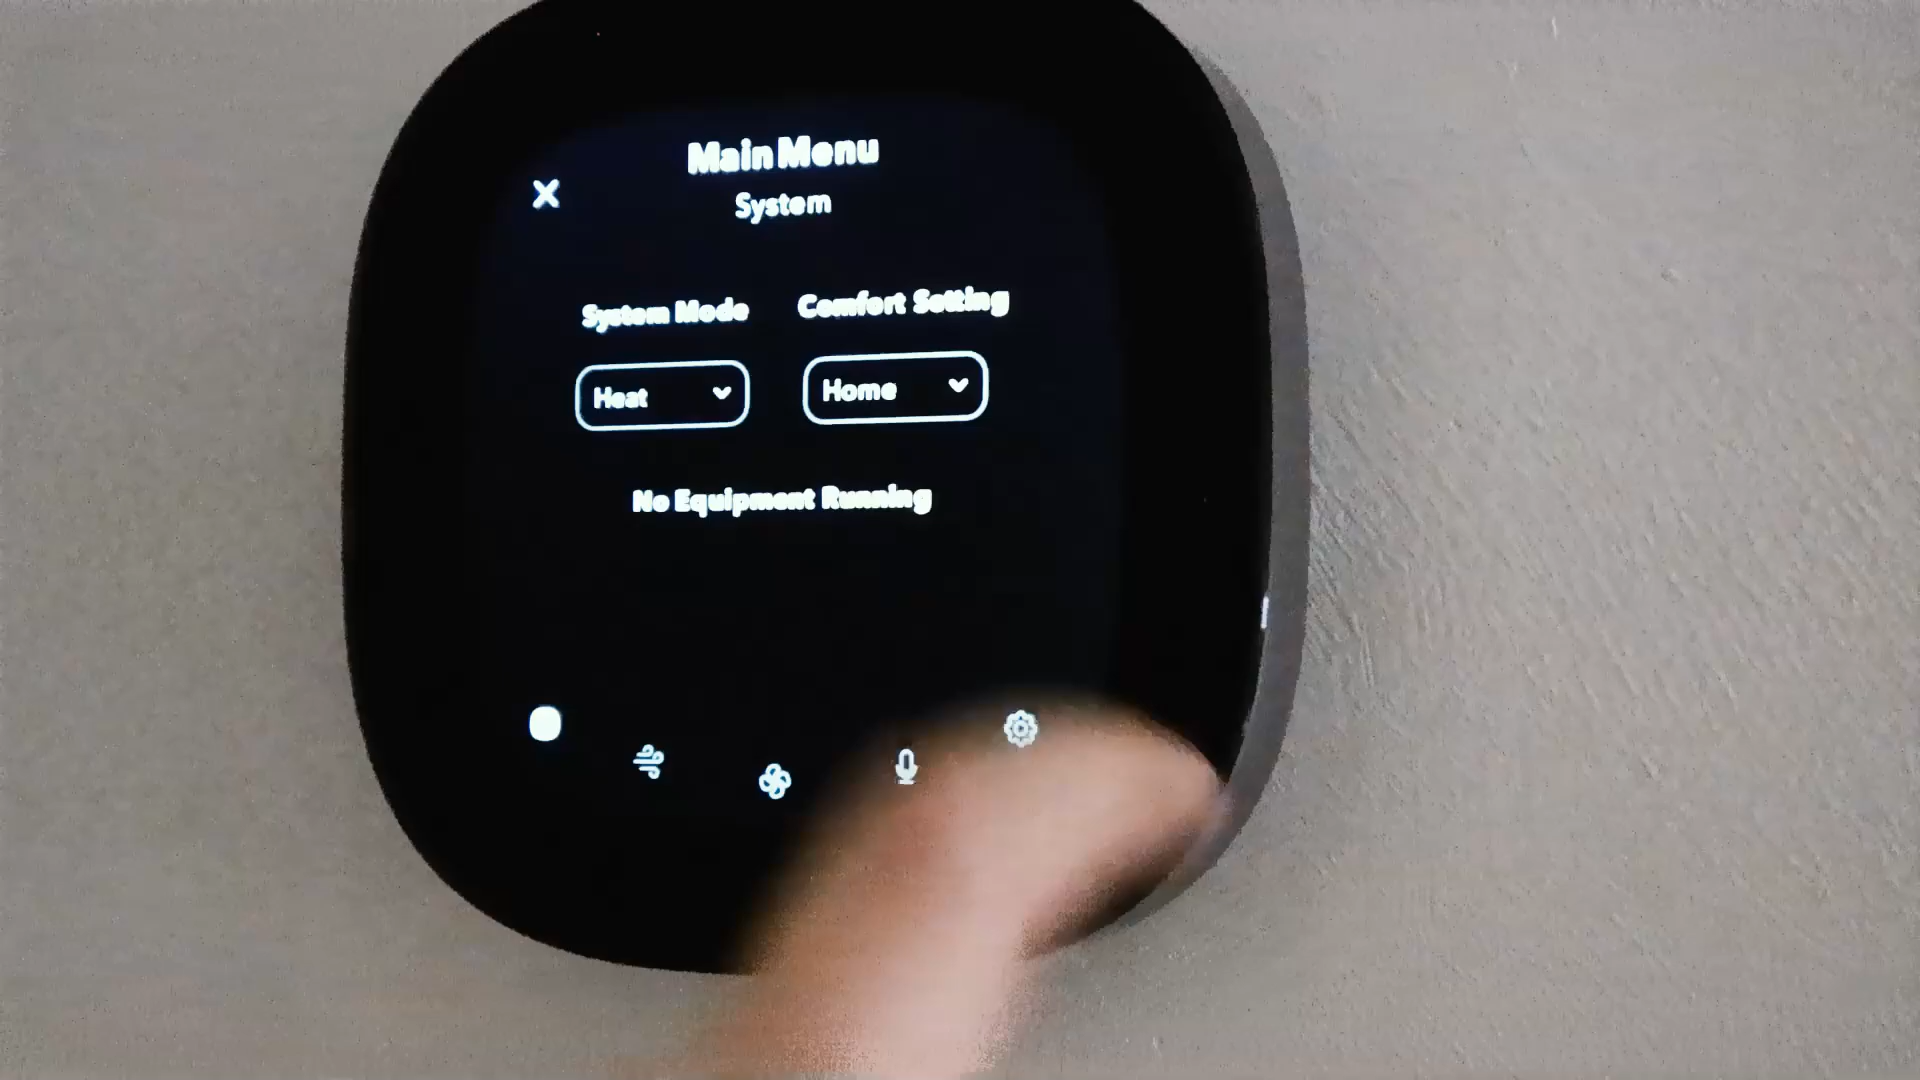 Main Menu
System
System Mode
Comfort Setting
Heat
Home
No Equipment Running